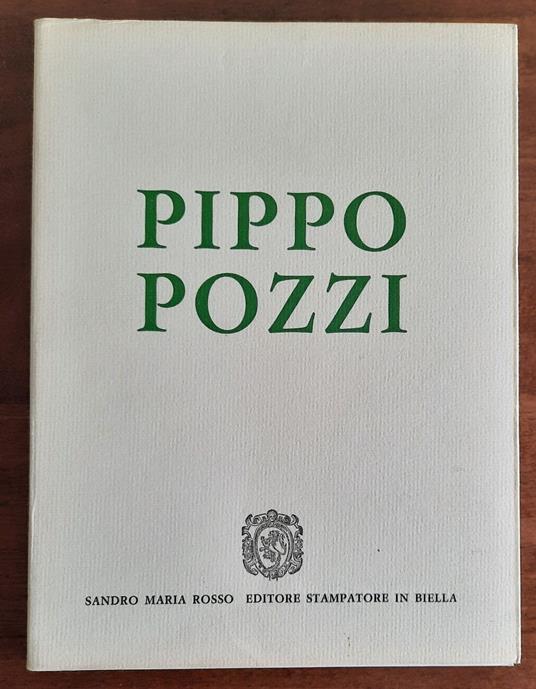 PIPPO
POZZI
SANDRO MARIA ROSSO EDITORE STAMPATORE IN BIELLA